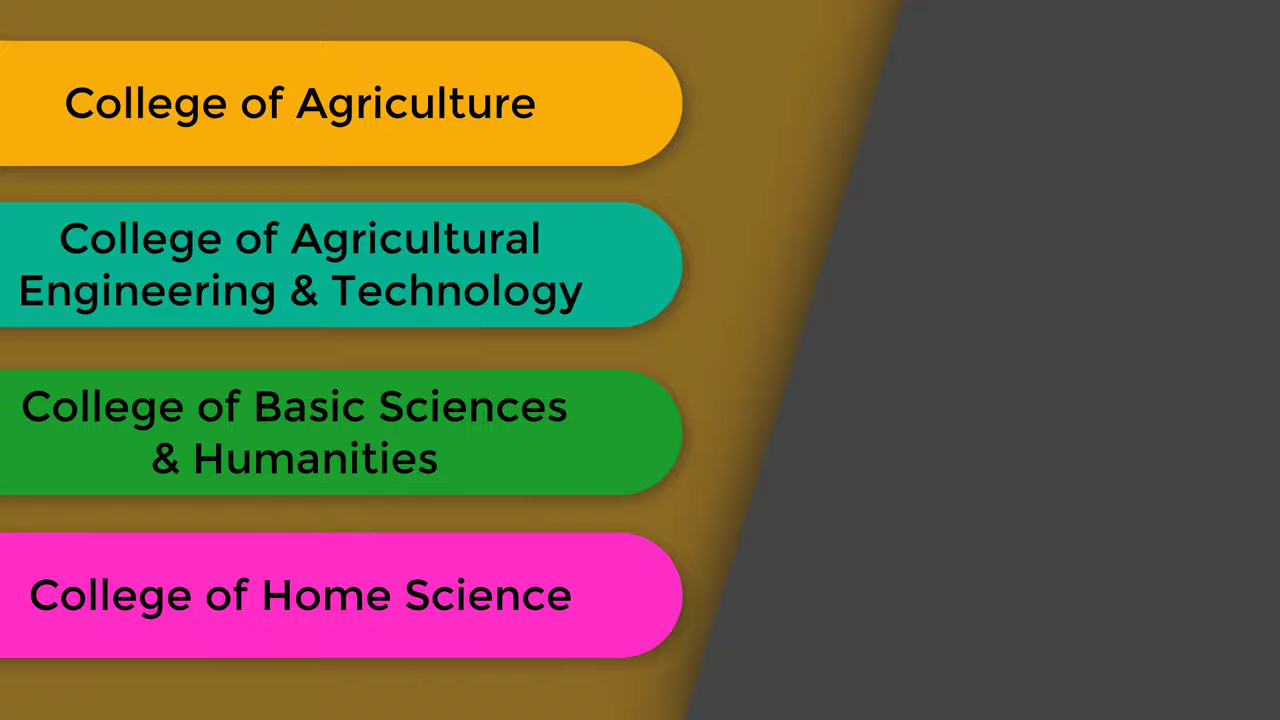 College of Agriculture
College of Agricultural
Engineering & Technology
College of Basic Sciences
& Humanities
College of Home Science